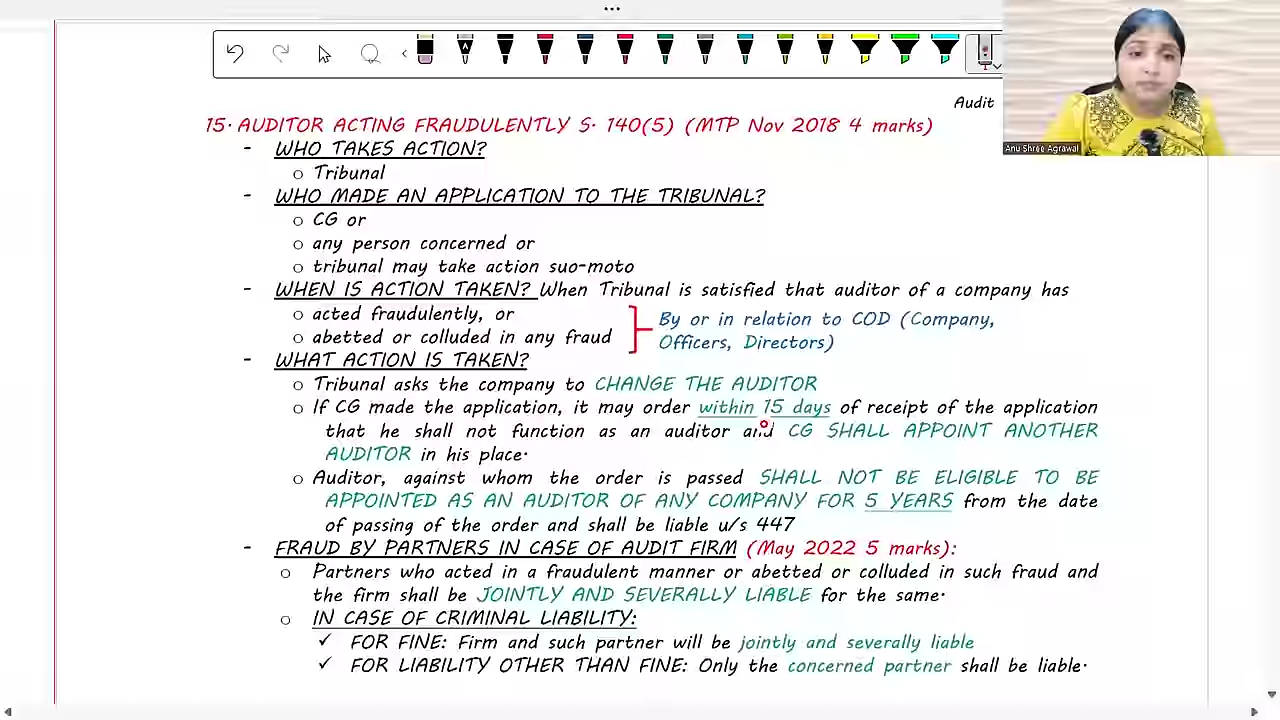 Audit
15. AUDITOR ACTING FRAUDULENTLY S. 140(5) (MTP Nov 2018 4 marks)
- WHO TAKES ACTION?
o Tribunal
- WHO MADE AN APPLICATION TO THE TRIBUNAL?
o CG or
o any person concerned or
o tribunal may take action suo-moto
- WHEN IS ACTION TAKEN? When Tribunal is satisfied that auditor of a company has
o acted fraudulently, or
o abetted or colluded in any fraud
By or in relation to COD (Company,
Officers, Directors)
- WHAT ACTION IS TAKEN?
o Tribunal asks the company to CHANGE THE AUDITOR
o If CG made the application, it may order within 15 days of receipt of the application
that he shall not function as an auditor and CG SHALL APPOINT ANOTHER
AUDITOR in his place.
o Auditor, against whom the order is passed SHALL NOT BE ELIGIBLE TO BE
APPOINTED AS AN AUDITOR OF ANY COMPANY FOR 5 YEARS from the date
of passing of the order and shall be liable u/s 447
- FRAUD BY PARTNERS IN CASE OF AUDIT FIRM (May 2022 5 marks):
o Partners who acted in a fraudulent manner or abetted or colluded in such fraud and
the firm shall be JOINTLY AND SEVERALLY LIABLE for the same.
o IN CASE OF CRIMINAL LIABILITY:
✓ FOR FINE: Firm and such partner will be jointly and severally liable
✓ FOR LIABILITY OTHER THAN FINE: Only the concerned partner shall be liable.
Anu Shree Agrawal